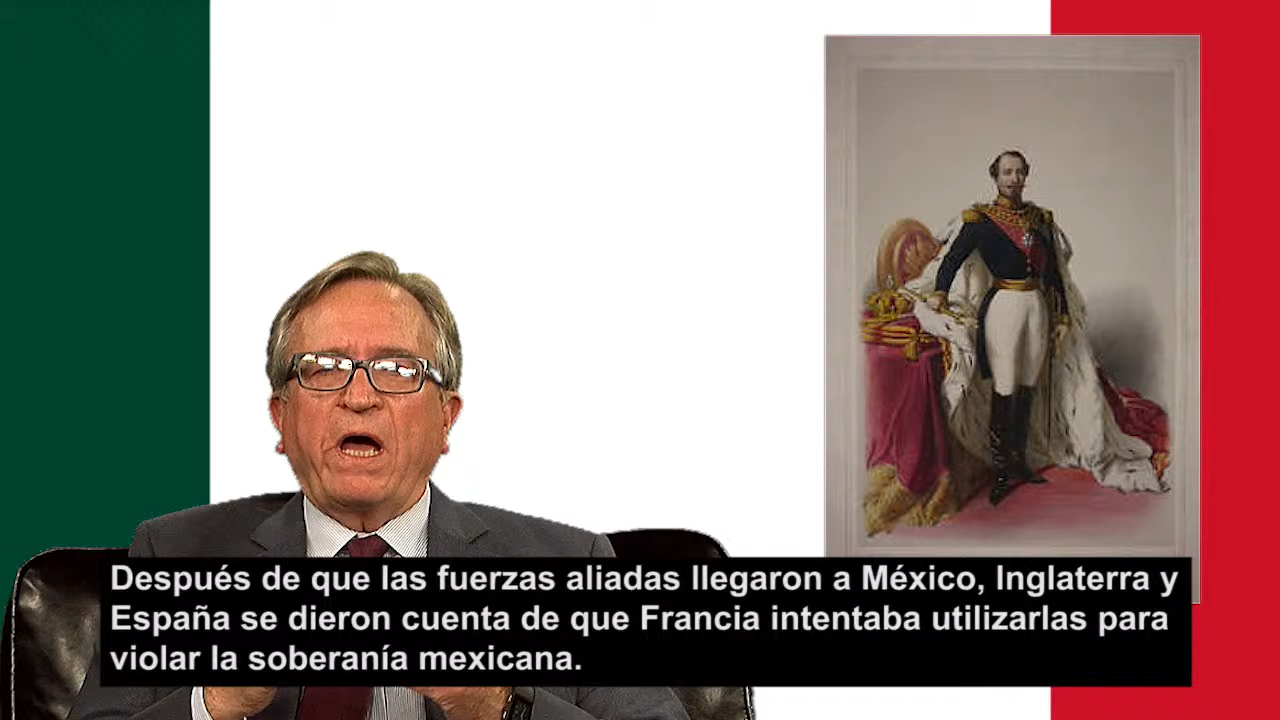 Después de que las fuerzas aliadas llegaron a México, Inglaterra y
España se dieron cuenta de que Francia intentaba utilizarlas para
violar la soberanía mexicana.